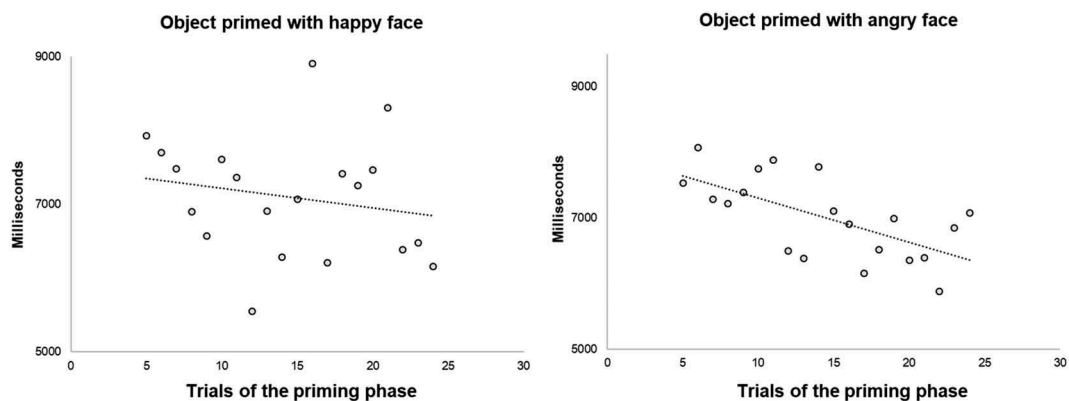 Object primed with happy face
9000
7000
5000
Milliseconds
0 5 10 15 20 25 30
Trials of the priming phase
Object primed with angry face
9000
7000
5000
Milliseconds
0 5 10 15 20 25 30
Trials of the priming phase